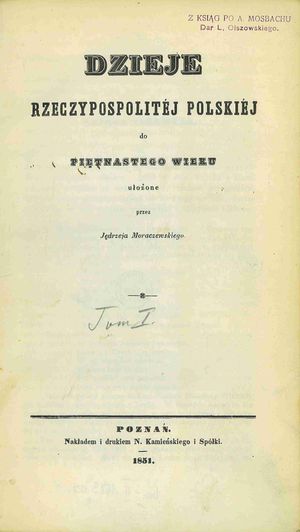 Z KSIĄG PO A. MOSBACHU
Dar L. Olszowskiego.
DZIEJE
RZECZYPOSPOLITÉJ POLSKIÉJ
do
PIĘTNASTEGO WIEKU
ułożone
przez
Jędrzeja Moraczewskiego.
Tom I.
POZNAŃ.
Nakładem i drukiem N. Kamieńskiego i Spółki.
1851.